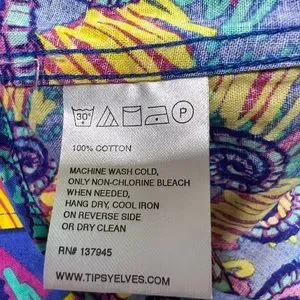 30°
P
100% COTTON
MACHINE WASH COLD,
ONLY NON-CHLORINE BLEACH
WHEN NEEDED,
HANG DRY, COOL IRON
ON REVERSE SIDE
OR DRY CLEAN
RN# 137945
WWW.TIPSYELVES.COM